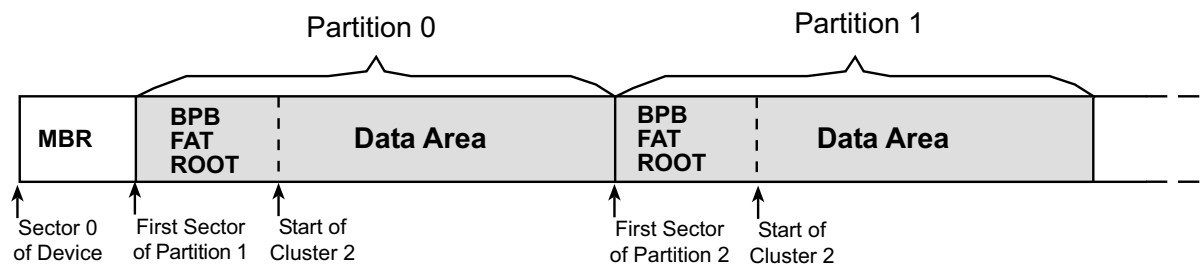 Partition 0
Partition 1
MBR
BPB
FAT
ROOT
Data Area
BPB
FAT
ROOT
Data Area
Sector 0
of Device
First Sector
of Partition 1
Start of
Cluster 2
First Sector
of Partition 2
Start of
Cluster 2